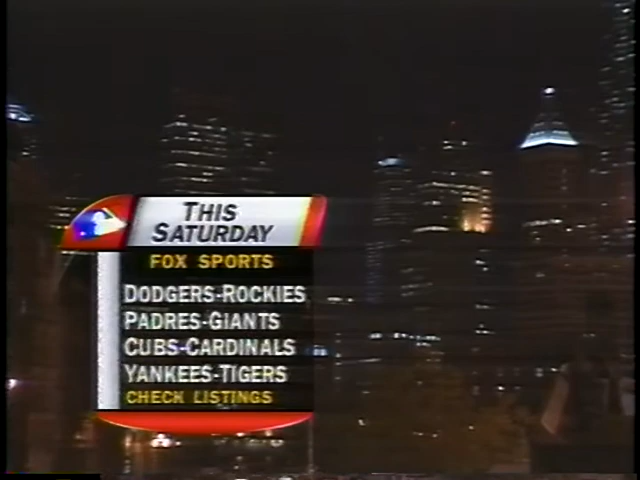 THIS
SATURDAY
FOX SPORTS
DODGERS-ROCKIES
PADRES-GIANTS
CUBS-CARDINALS
YANKEES-TIGERS
CHECK LISTINGS